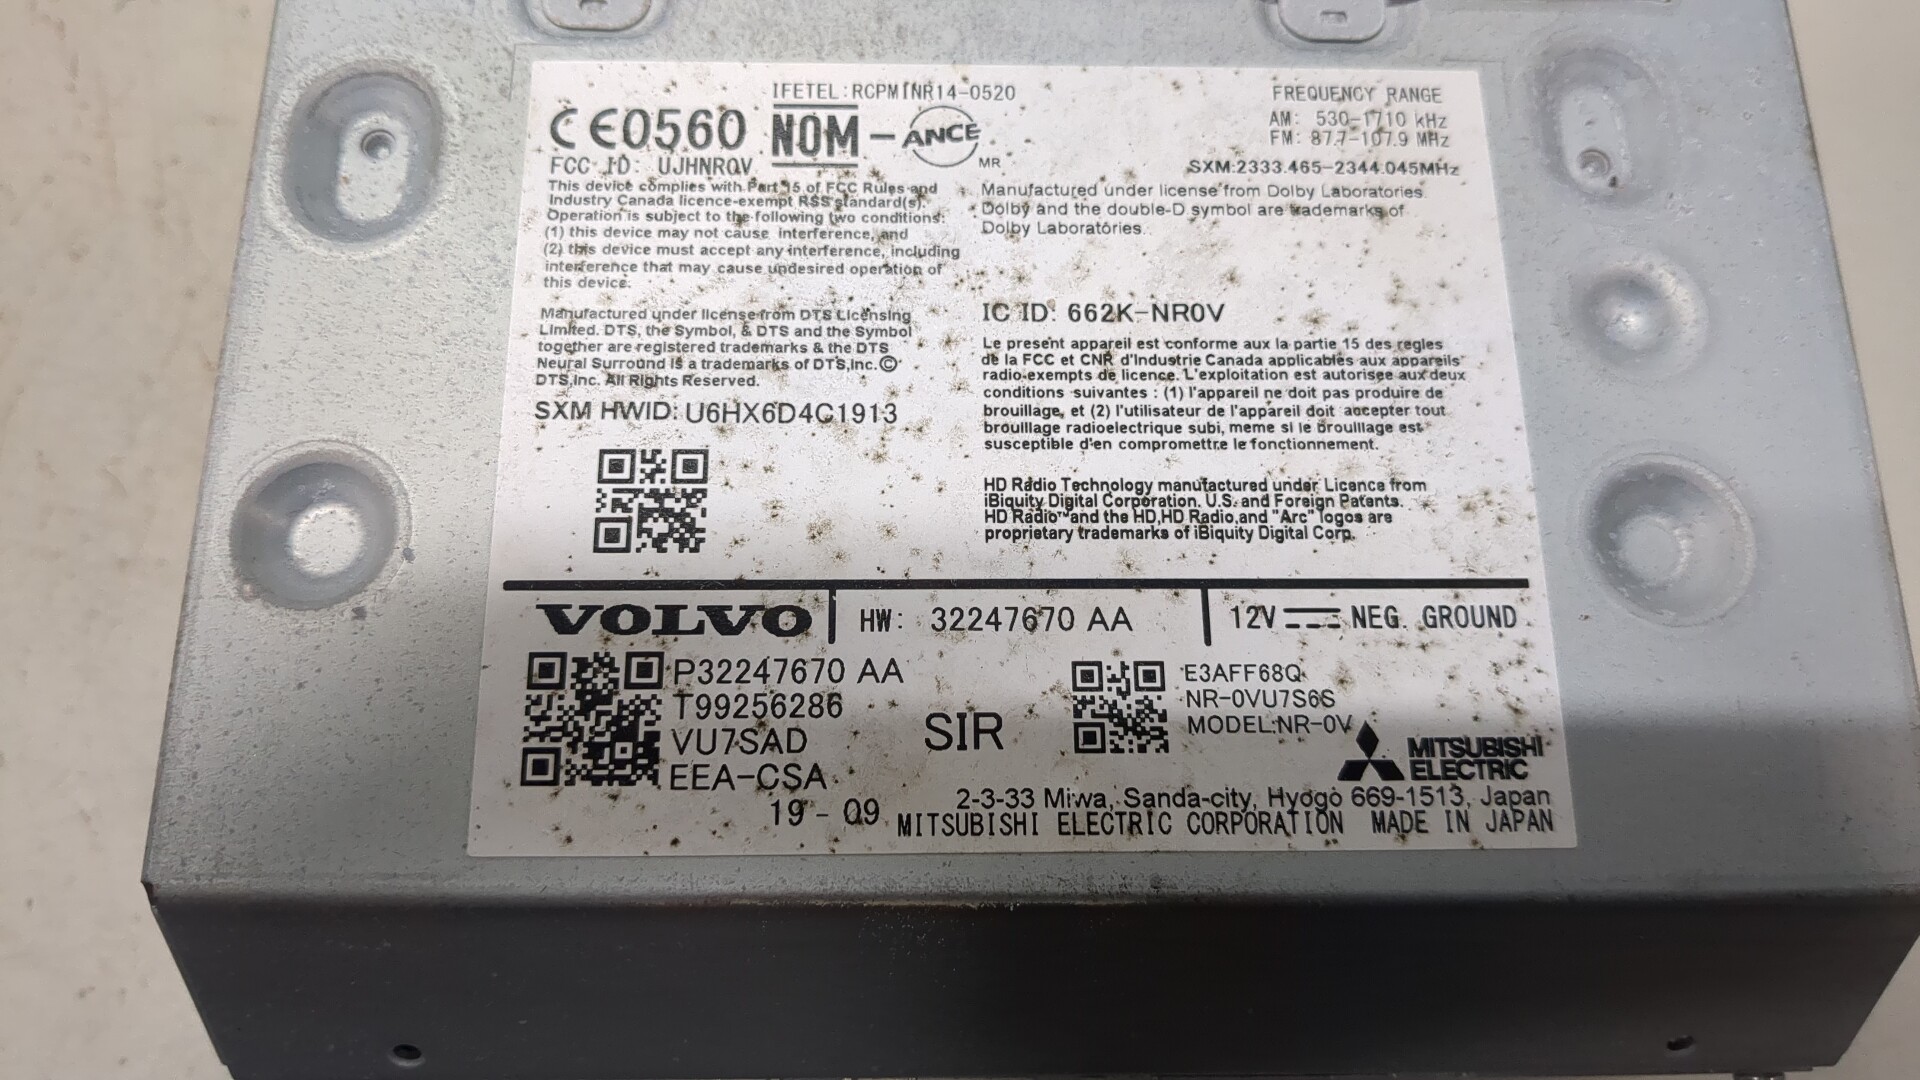 IFETEL:RCPMINR14-0520
CE0560 NOM-ANCE MR
FCC ID: UJHNR0V
This device complies with Part 15 of FCC Rules and
Industry Canada licence-exempt RSS standard(s).
Operation is subject to the following two conditions:
(1) this device may not cause interference, and
(2) this device must accept any interference, including
interference that may cause undesired operation of
this device.
Manufactured under license from DTS Licensing
Limited. DTS, the Symbol, & DTS and the Symbol
together are registered trademarks & the DTS
Neural Surround is a trademarks of DTS,Inc.©
DTS,Inc. All Rights Reserved.
SXM HWID: U6HX6D4C1913
FREQUENCY RANGE
AM: 530-1710 kHz
FM: 87.7-107.9 MHz
SXM:2333.465-2344.045MHz
Manufactured under license from Dolby Laboratories.
Dolby and the double-D symbol are trademarks of
Dolby Laboratories.
IC ID: 662K-NR0V
Le present appareil est conforme aux la partie 15 des regles
de la FCC et CNR d'Industrie Canada applicables aux appareils
radio-exempts de licence. L'exploitation est autorisee aux deux
conditions suivantes : (1) l'appareil ne doit pas produire de
brouillage, et (2) l'utilisateur de l'appareil doit accepter tout
brouillage radioelectrique subi, meme si le brouillage est
susceptible d'en compromettre le fonctionnement.
HD Radio Technology manufactured under Licence from
iBiquity Digital Corporation. U.S. and Foreign Patents.
HD Radio™ and the HD,HD Radio,and "Arc" logos are
proprietary trademarks of iBiquity Digital Corp.
VOLVO HW: 32247670 AA 12V NEG. GROUND
P32247670 AA
T99256286
VU7SAD
EEA-CSA
19-09
SIR
E3AFF68Q
NR-0VU7S6S
MODEL:NR-0V
MITSUBISHI
ELECTRIC
2-3-33 Miwa, Sanda-city, Hyogo 669-1513, Japan
MITSUBISHI ELECTRIC CORPORATION MADE IN JAPAN